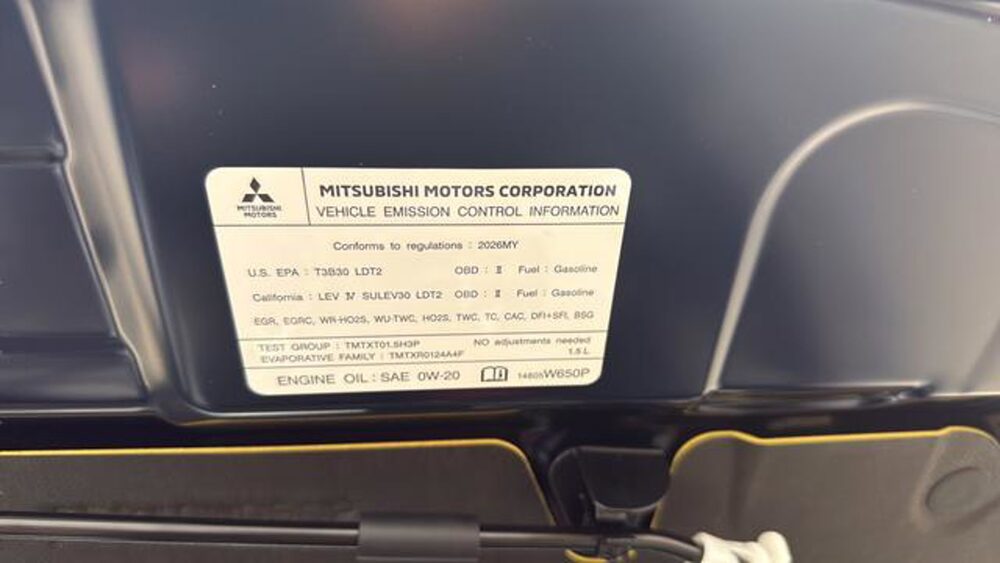 MITSUBISHI
MOTORS
MITSUBISHI MOTORS CORPORATION
VEHICLE EMISSION CONTROL INFORMATION
Conforms to regulations : 2026MY
U.S. EPA : T3B30 LDT2 OBD : Ⅱ Fuel : Gasoline
California : LEV Ⅳ SULEV30 LDT2 OBD : Ⅱ Fuel : Gasoline
EGR, EGRC, WR-HO2S, WU-TWC, HO2S, TWC, TC, CAC, DFI+SFI, BSG
TEST GROUP : TMTXT01.5H3P NO adjustments needed
EVAPORATIVE FAMILY : TMTXR0124A4F 1.5 L
ENGINE OIL : SAE 0W-20 14605W650P